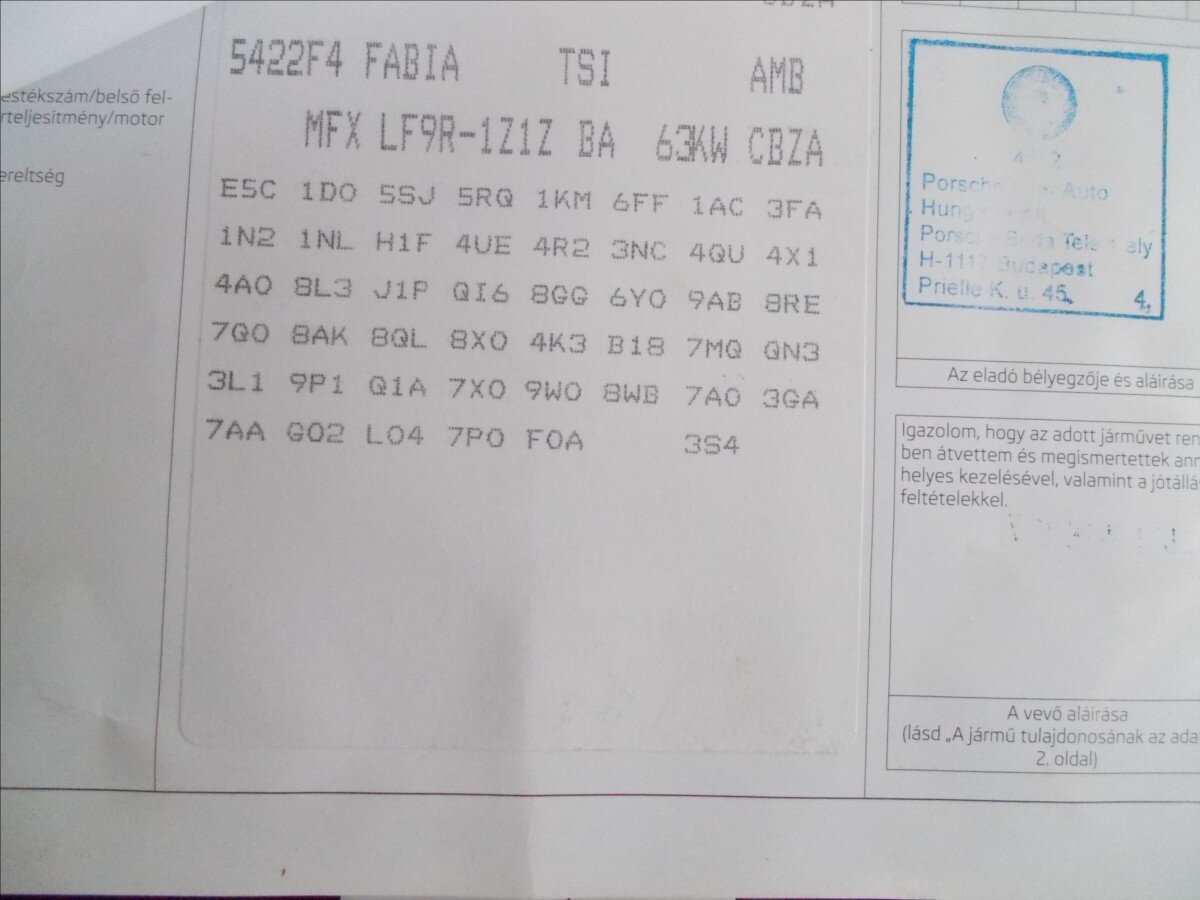 5422F4 FABIA TSI AMB
MFX LF9R-1Z1Z BA 63KW CBZA
E5C 1D0 5SJ 5RQ 1KM 6FF 1AC 3FA
1N2 1NL H1F 4UE 4R2 3NC 4QU 4X1
4A0 8L3 J1P QI6 8GG 6Y0 9AB 8RE
7Q0 8AK 8QL 8X0 4K3 B18 7MQ QN3
3L1 9P1 Q1A 7X0 9W0 8WB 7A0 3GA
7AA G02 L04 7P0 F0A 3S4
estékszám/belső fel-
rteljesítmény/motor
ereltség
Auto
Porsche Buda Telephely
H-1117 Budapest
Prielle K. u. 45. 4.
Az eladó bélyegzője és aláírása
Igazolom, hogy az adott járművet ren
ben átvettem és megismertettek ann
helyes kezelésével, valamint a jótállás
feltételekkel.
A vevő aláírása
(lásd „A jármű tulajdonosának az ada
2. oldal)